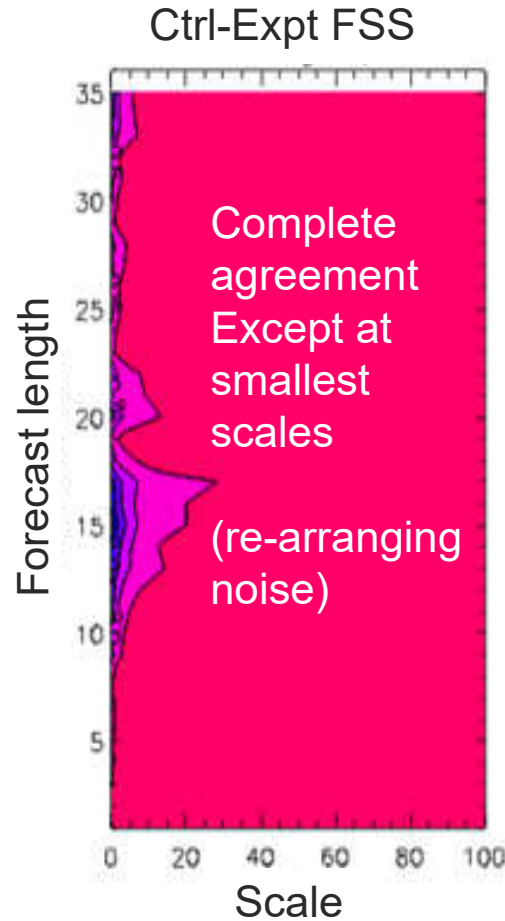 Ctrl-Expt FSS
35
30
25
20
15
10
5
Forecast length
Complete
agreement
Except at
smallest
scales
(re-arranging
noise)
0 20 40 60 80 100
Scale